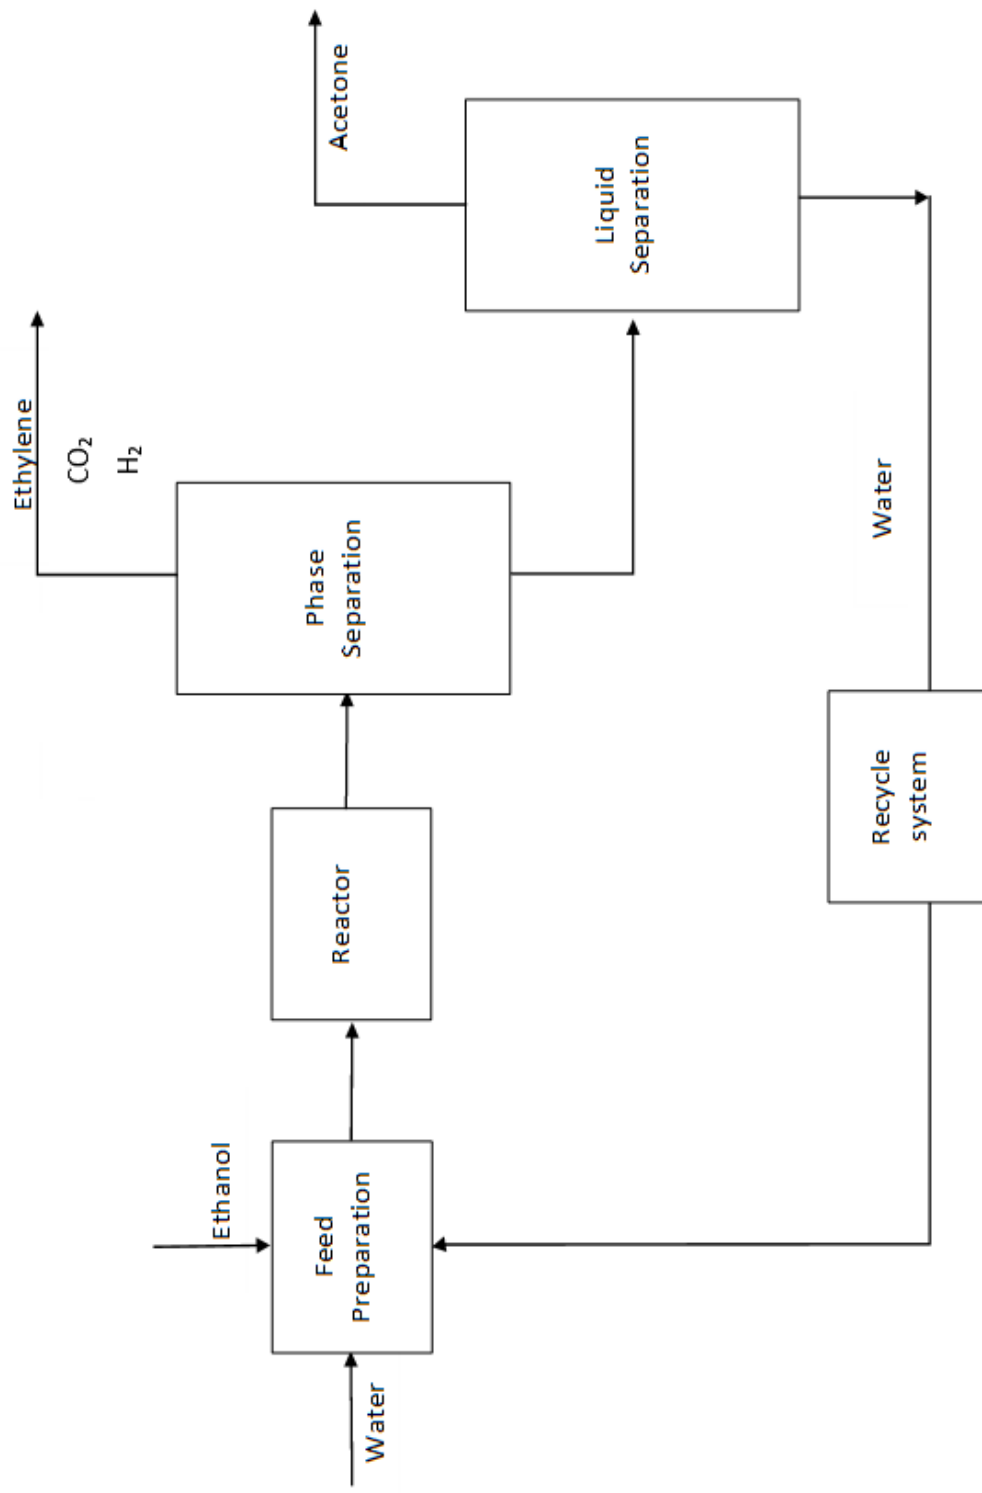 Water
Ethanol
Feed
Preparation
Reactor
Phase
Separation
Ethylene
CO₂
H₂
Liquid
Separation
Acetone
Water
Recycle
system